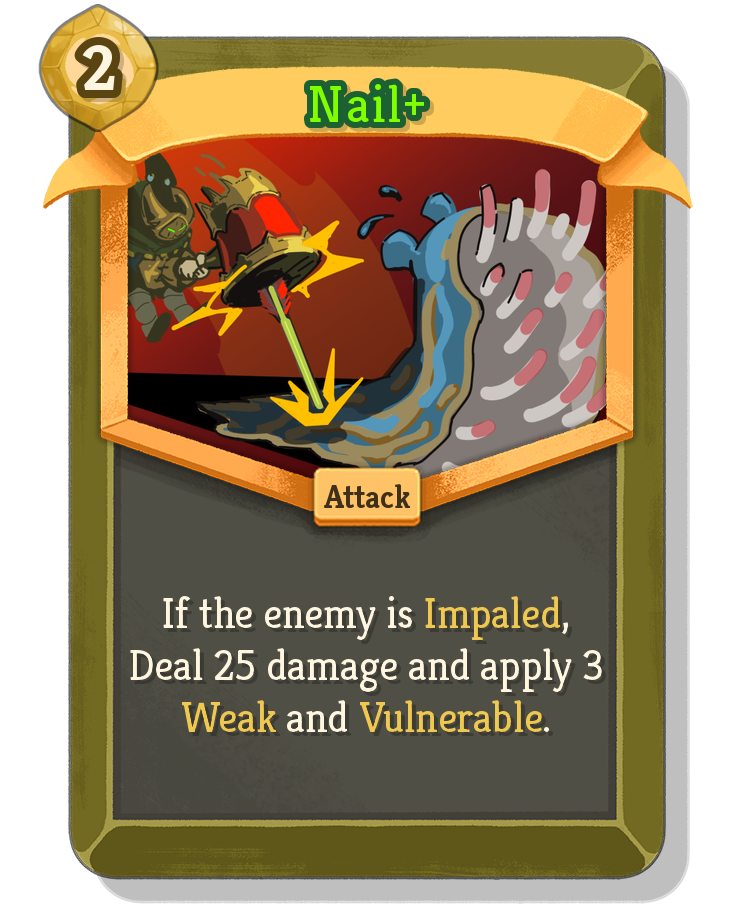 2
Nail+
Attack
If the enemy is Impaled,
Deal 25 damage and apply 3
Weak and Vulnerable.